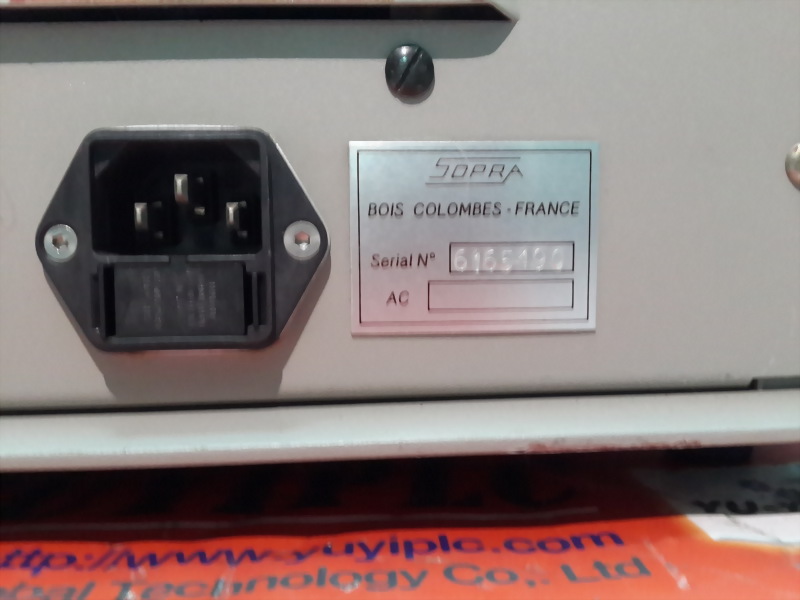 SOPRA
BOIS COLOMBES - FRANCE
Serial N°
AC
http://www.yuyiplc.com
Technology Co,. Ltd